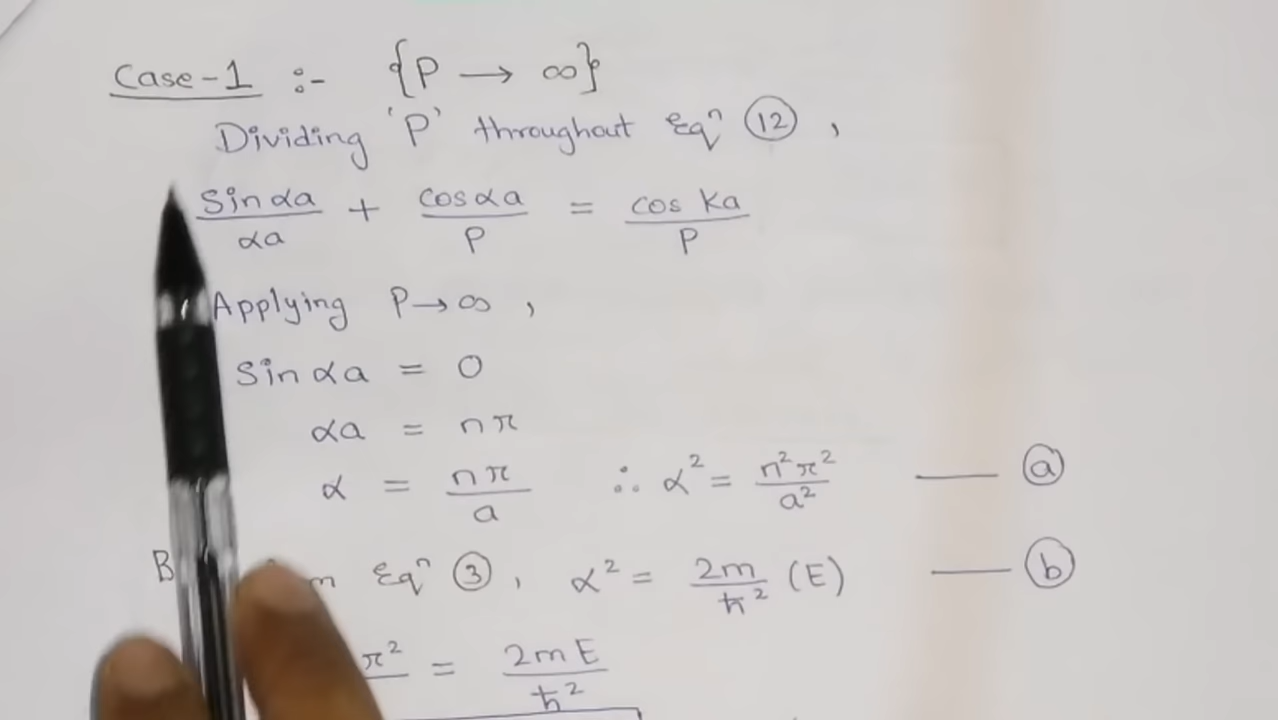 Case-1 :- {P → ∞}
Dividing 'P' throughout Eqⁿ (12) ,
Sin αa / αa + cos αa / P = cos Ka / P
Applying P → ∞ ,
Sin αa = 0
αa = nπ
α = nπ / a ∴ α² = n²π² / a² —— (a)
Eqⁿ (3) , α² = 2m / ħ² (E) —— (b)
π² = 2mE / ħ²